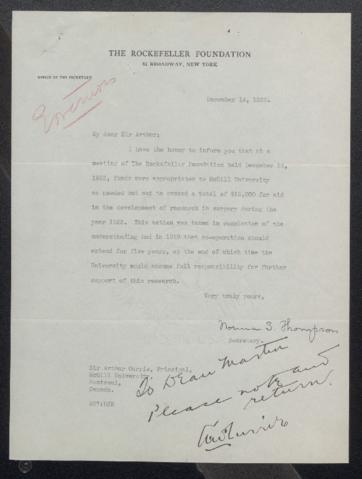 THE ROCKEFELLER FOUNDATION
61 BROADWAY, NEW YORK
OFFICE OF THE SECRETARY
Governors
December 14, 1922.
My dear Sir Arthur:
I have the honor to inform you that at a
meeting of The Rockefeller Foundation held December
1922, funds were appropriated to McGill University
as needed but not to exceed a total of $15,000 for aid
in the development of research in surgery during the
year 1922. This action was taken in completion of the
understanding had in 1919 that co-operation should
extend for five years, at the end of which time the
University would assume full responsibility for further
support of this research.
Very truly yours,
Norma S. Thompson
Secretary.
Sir Arthur Currie, Principal,
McGill University,
Montreal,
Canada.
To Dean Martin
Please note and
return.